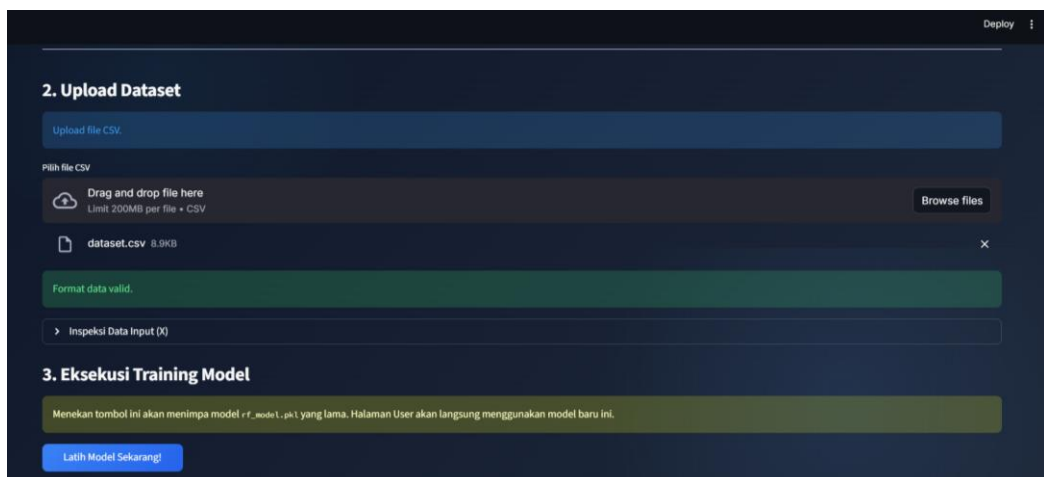 Deploy
2. Upload Dataset
Upload file CSV.
Pilih file CSV
Drag and drop file here
Limit 200MB per file • CSV
Browse files
dataset.csv 8.9KB
Format data valid.
Inspeksi Data Input (X)
3. Eksekusi Training Model
Menekan tombol ini akan menimpa model rf_model.pkl yang lama. Halaman User akan langsung menggunakan model baru ini.
Latih Model Sekarang!